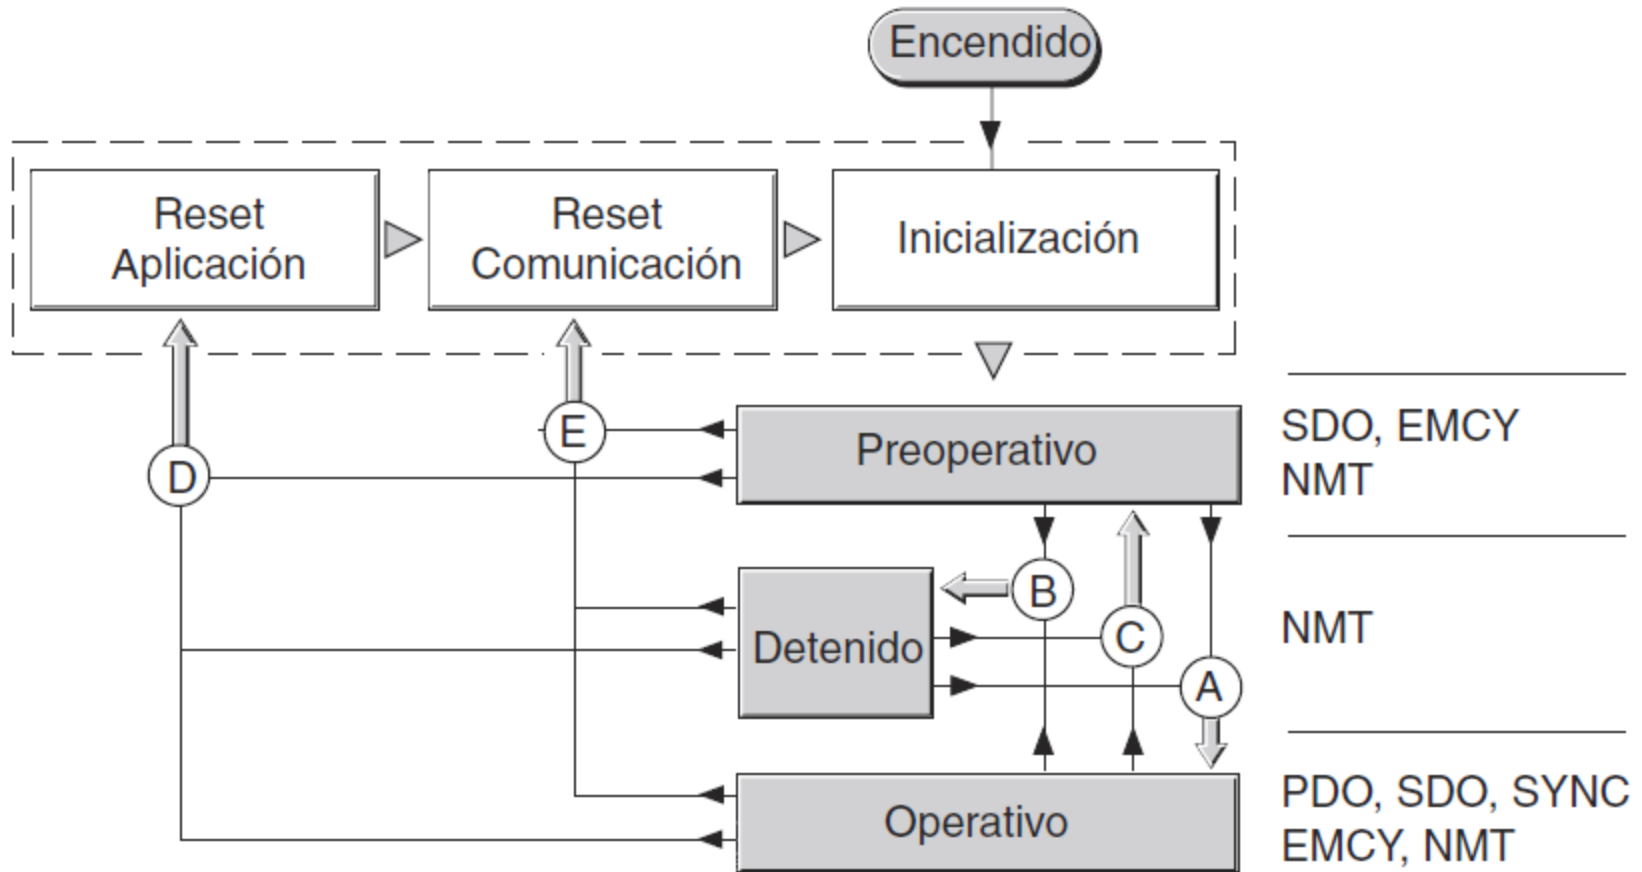 Encendido
Reset
Aplicación
Reset
Comunicación
Inicialización
E
Preoperativo
SDO, EMCY
D
NMT
B
Detenido
C
NMT
A
Operativo
PDO, SDO, SYNC
EMCY, NMT